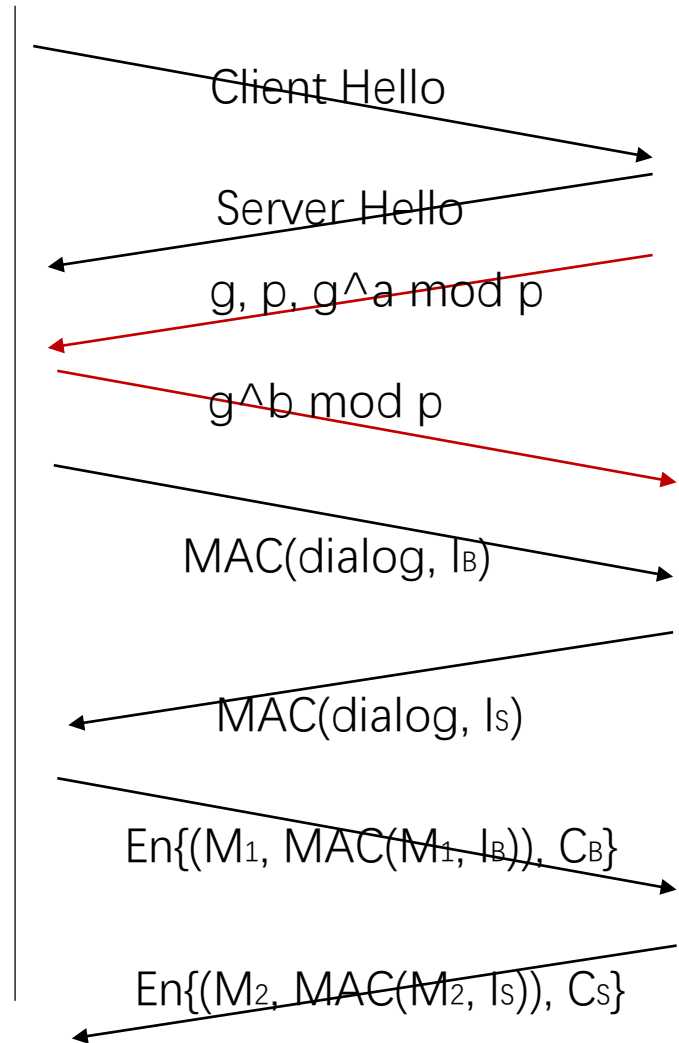 Client Hello
Server Hello
g, p, g^a mod p
g^b mod p
MAC(dialog, IB)
MAC(dialog, IS)
En{(M1, MAC(M1, IB)), CB}
En{(M2, MAC(M2, IS)), CS}